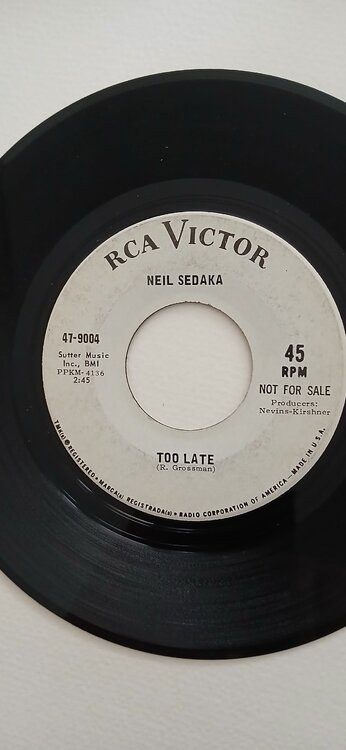 RCA VICTOR
NEIL SEDAKA
47-9004
Sutter Music
Inc., BMI
PPKM-4136
2:45
45
RPM
NOT FOR SALE
Producers:
Nevins-Kirshner
TOO LATE
(R. Grossman)
TMK(s) ® REGISTERED • MARCA(s) REGISTRADA(s) • RADIO CORPORATION OF AMERICA—MADE IN U.S.A.